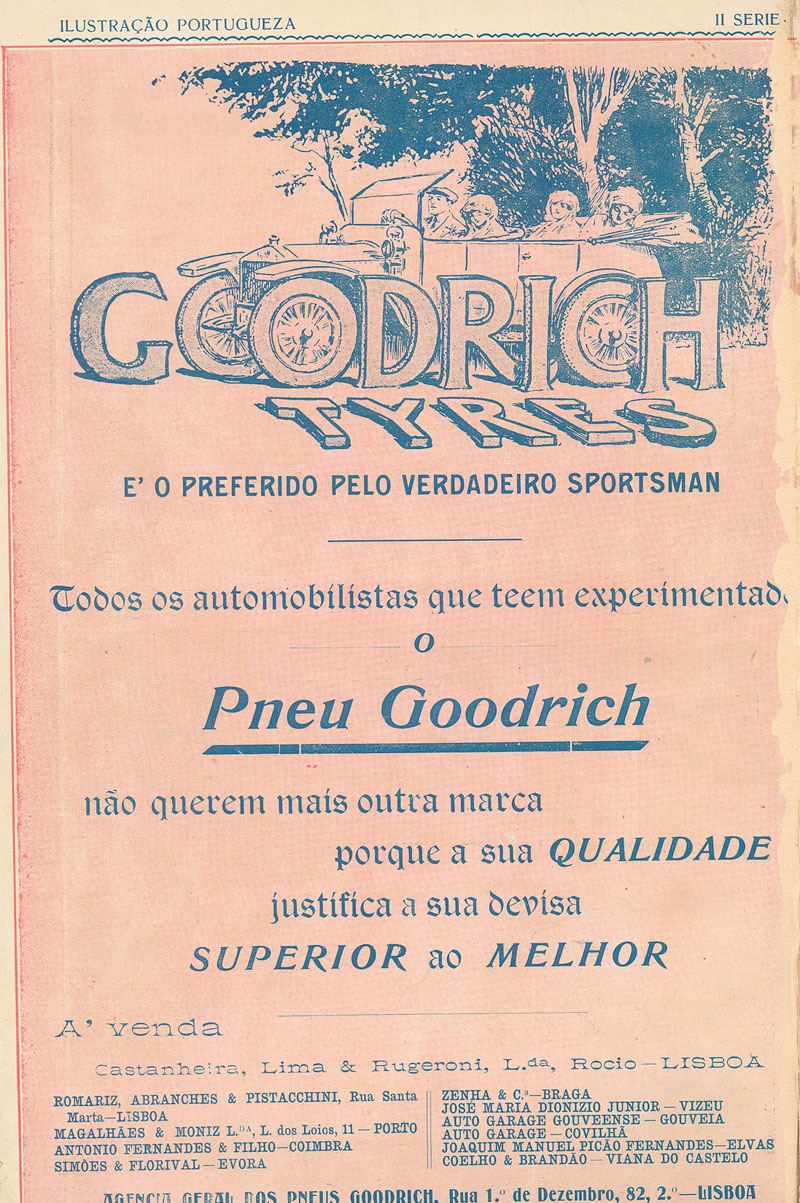 ILUSTRAÇÃO PORTUGUEZA
II SERIE
GOODRICH
TYRES
E' O PREFERIDO PELO VERDADEIRO SPORTSMAN
Todos os automobilistas que teem experimentado
O
Pneu Goodrich
não querem mais outra marca
porque a sua QUALIDADE
justifica a sua devisa
SUPERIOR ao MELHOR
A' venda
Castanheira, Lima & Rugeroni, L.da, Rocio—LISBOA
ROMARIZ, ABRANCHES & PISTACCHINI, Rua Santa
Marta—LISBOA
MAGALHÃES & MONIZ L.DA, L. dos Loios, 11—PORTO
ANTONIO FERNANDES & FILHO—COIMBRA
SIMÕES & FLORIVAL—EVORA
ZENHA & C.ª—BRAGA
JOSÉ MARIA DIONIZIO JUNIOR—VIZEU
AUTO GARAGE GOUVEENSE—GOUVEIA
AUTO GARAGE—COVILHÃ
JOAQUIM MANUEL PICÃO FERNANDES—ELVAS
COELHO & BRANDÃO—VIANA DO CASTELO
AGENCIA GERAL DOS PNEUS GOODRICH, Rua 1.º de Dezembro, 82, 2.º—LISBOA